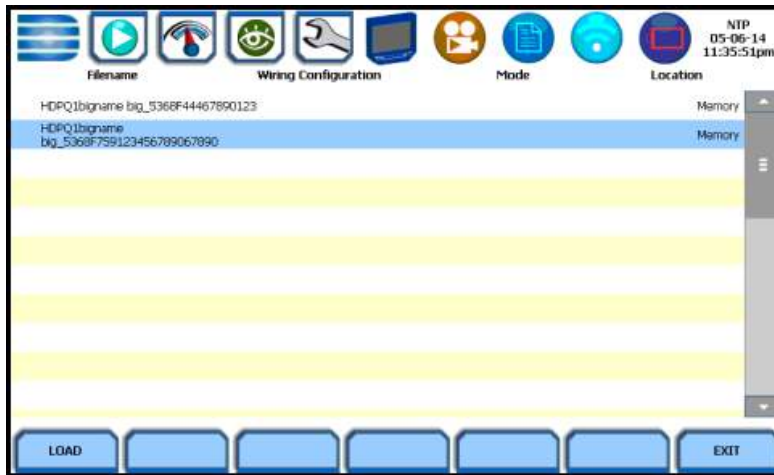 NTP
05-06-14
11:35:51pm
Filename Wiring Configuration Mode Location
HDPQ1bigname big_5368F44467890123 Memory
HDPQ1bigname
big_5368F759123456789067890 Memory
LOAD EXIT